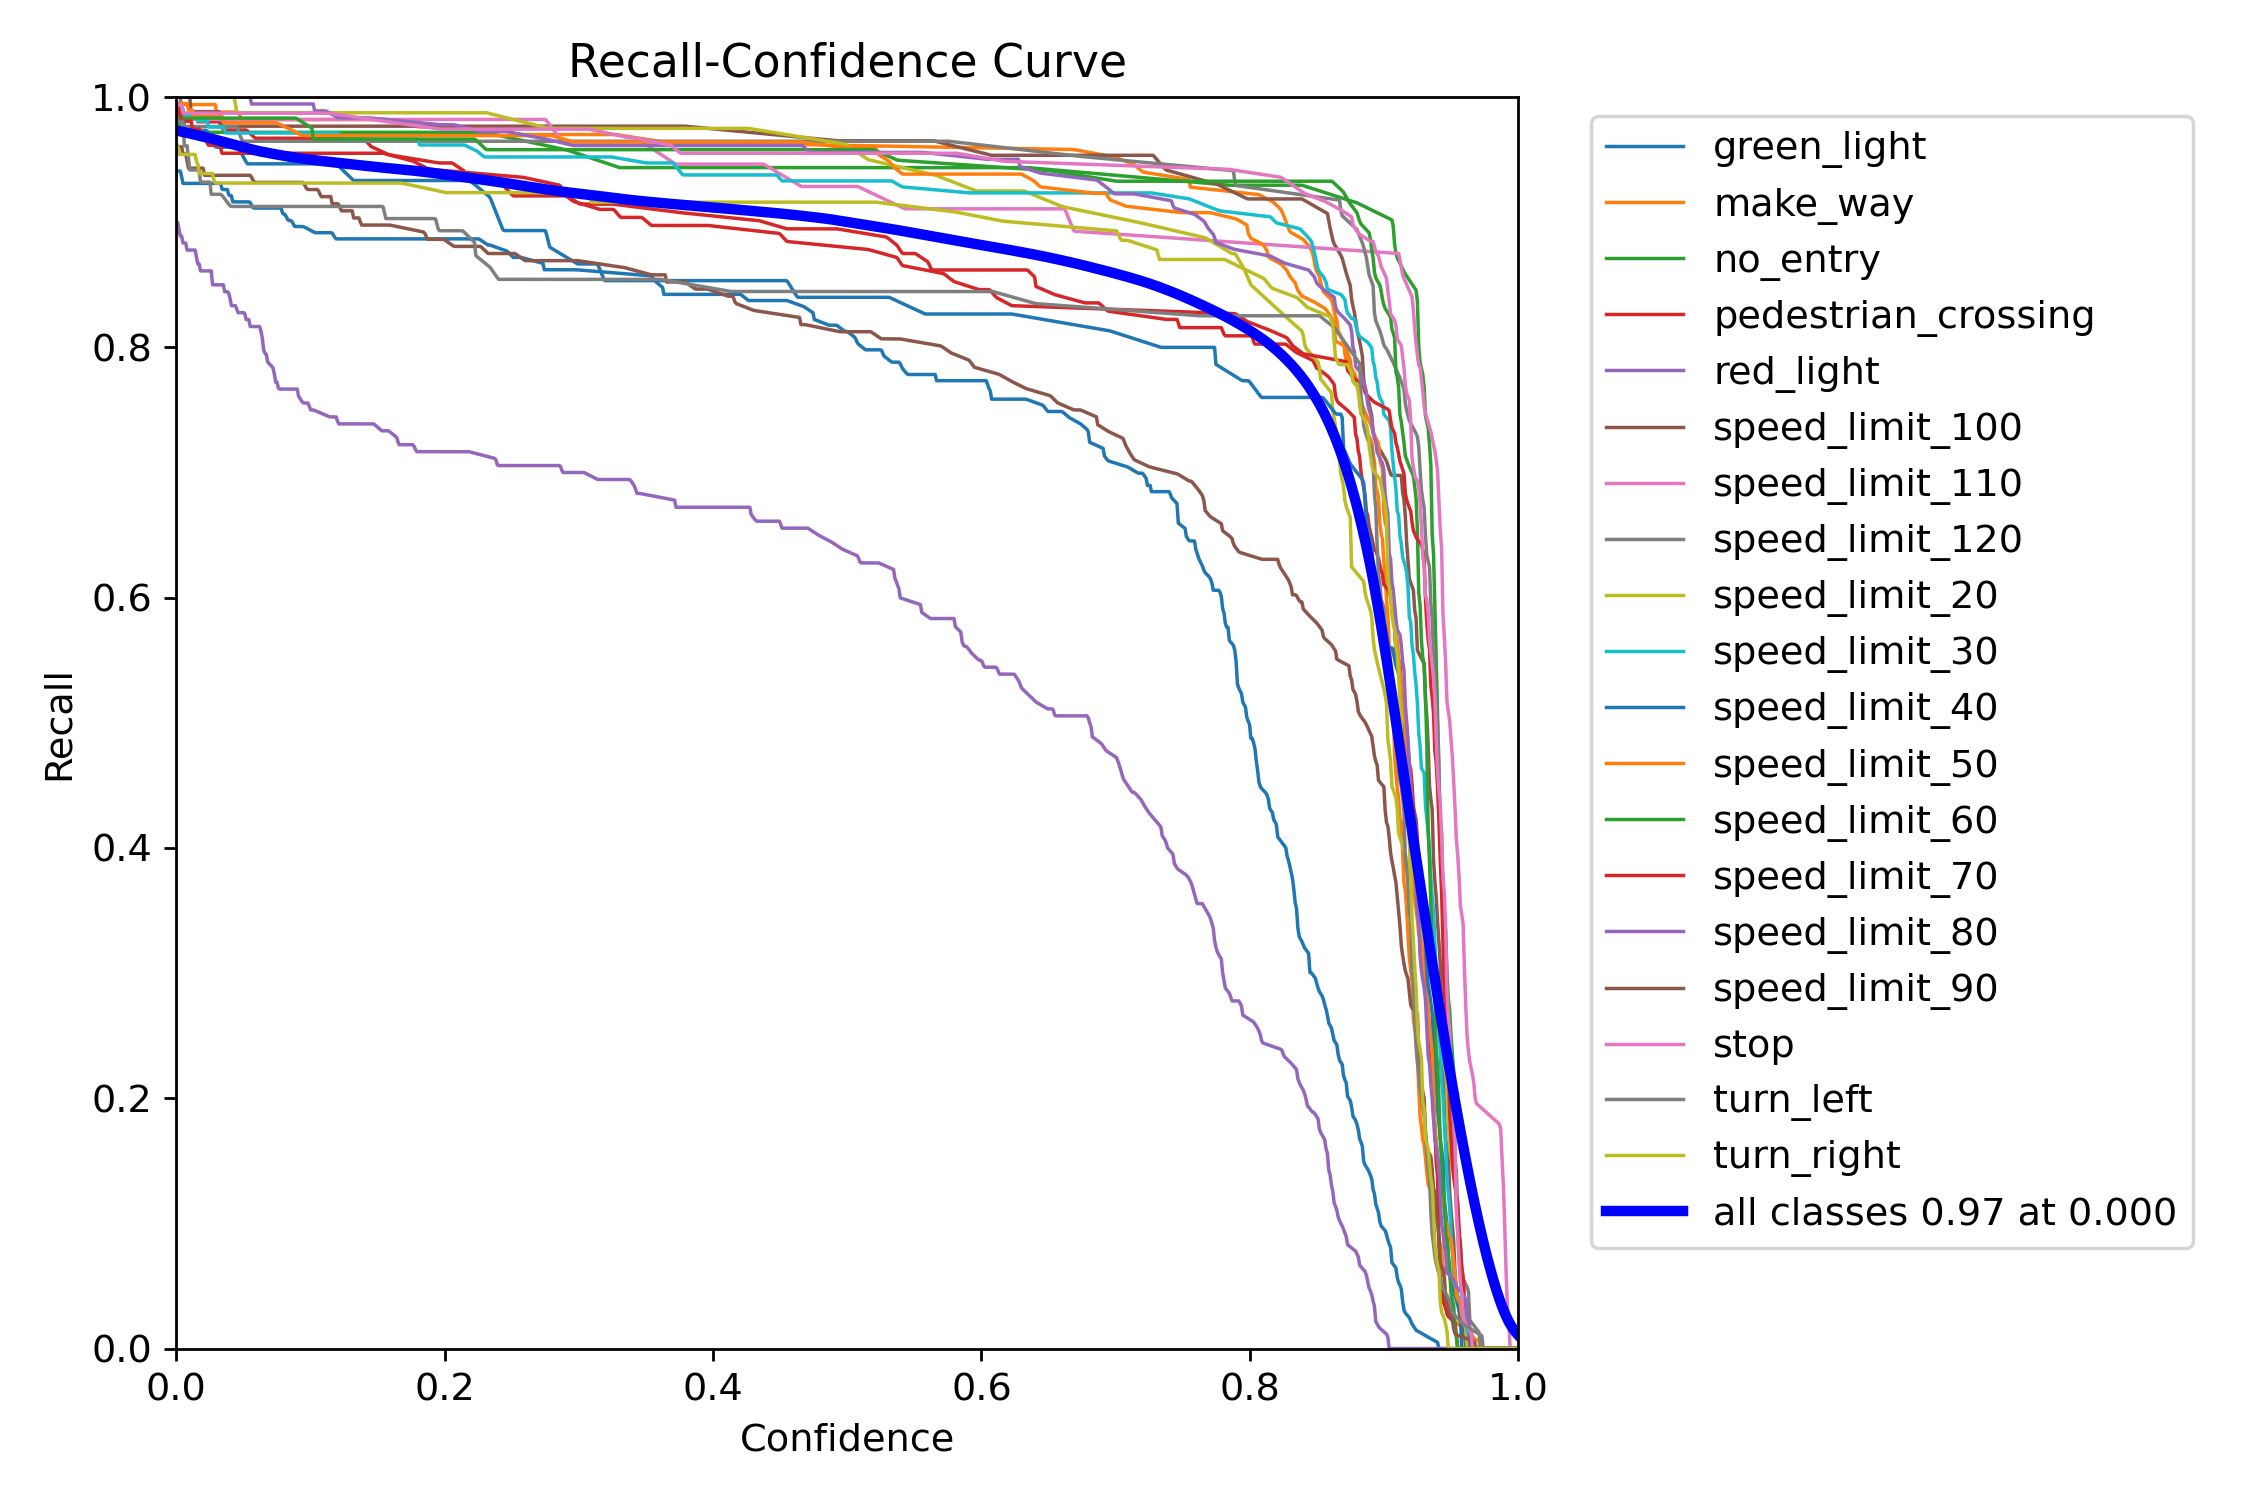 Recall-Confidence Curve
1.0
0.8
0.6
0.4
0.2
0.0
Recall
0.0 0.2 0.4 0.6 0.8 1.0
Confidence
green_light
make_way
no_entry
pedestrian_crossing
red_light
speed_limit_100
speed_limit_110
speed_limit_120
speed_limit_20
speed_limit_30
speed_limit_40
speed_limit_50
speed_limit_60
speed_limit_70
speed_limit_80
speed_limit_90
stop
turn_left
turn_right
all classes 0.97 at 0.000